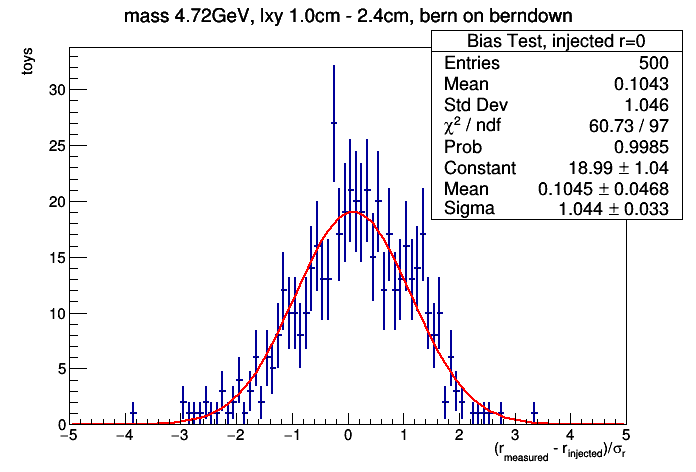 mass 4.72GeV, lxy 1.0cm - 2.4cm, bern on berndown
Bias Test, injected r=0
Entries 500
Mean 0.1043
Std Dev 1.046
χ² / ndf 60.73 / 97
Prob 0.9985
Constant 18.99 ± 1.04
Mean 0.1045 ± 0.0468
Sigma 1.044 ± 0.033
toys
30
25
20
15
10
5
0
−5 −4 −3 −2 −1 0 1 2 3 4 5
(r_measured - r_injected)/σ_r